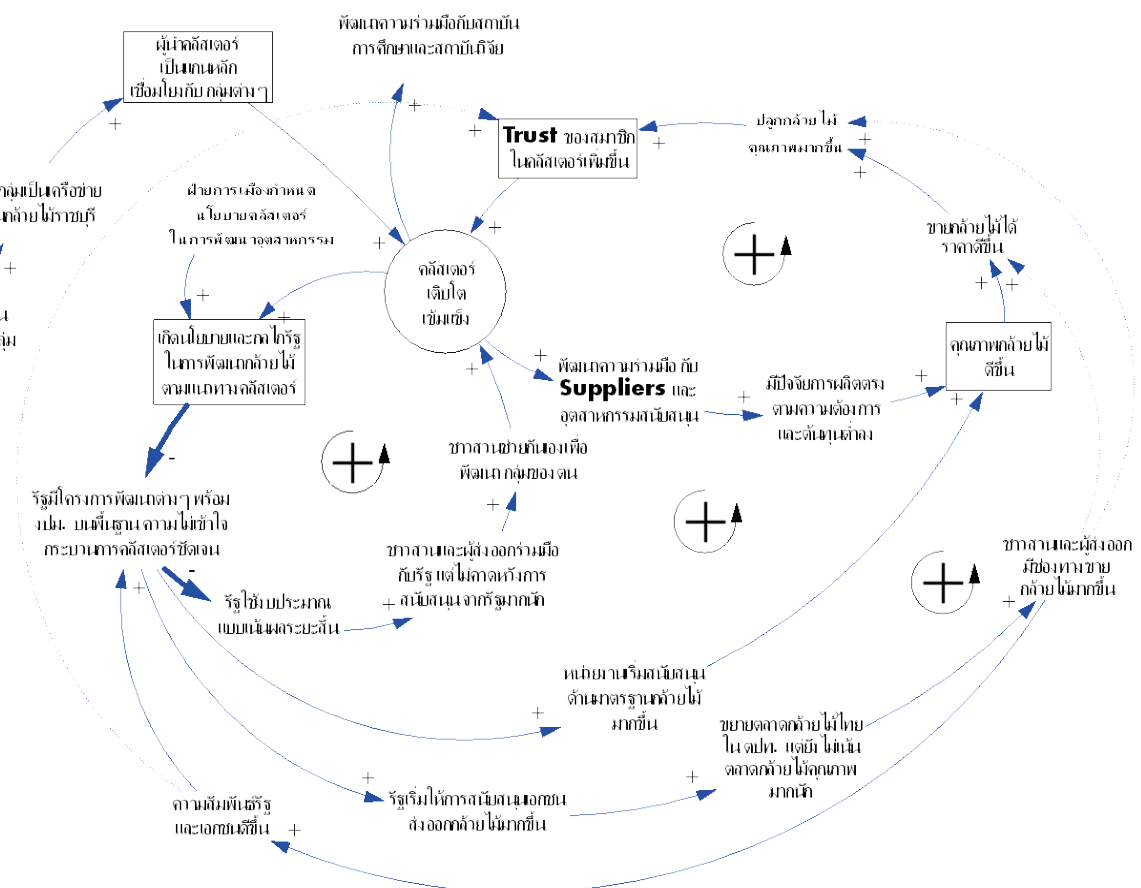 พัฒนาความร่วมมือกับสถาบัน
การศึกษาและสถาบันวิจัย
ผู้นำคลัสเตอร์
เป็นแกนหลัก
เชื่อมโยงกับ กลุ่มต่างๆ
+
+
+
Trust ของสมาชิก
ในคลัสเตอร์เพิ่มขึ้น
+
ปลูกกล้วยไม้
คุณภาพมากขึ้น
+
+
กลุ่มเป็นเครือข่าย
กล้วยไม้ราชบุรี
+
ฝ่ายการเมืองกำหนด
นโยบายคลัสเตอร์
ในการพัฒนาอุตสาหกรรม
+
+
ขายกล้วยไม้ได้
ราคาดีขึ้น
+
+
+
คลัสเตอร์
เติบโต
เข้มแข็ง
+
+
เกิดนโยบายและกลไกรัฐ
ในการพัฒนากล้วยไม้
ตามแนวทางคลัสเตอร์
+
+
คุณภาพกล้วยไม้
ดีขึ้น
+
+
+
พัฒนาความร่วมมือ กับ
Suppliers และ
อุตสาหกรรมสนับสนุน
+
มีปัจจัยการผลิตตรง
ตามความต้องการ
และต้นทุนต่ำลง
+
ชาวสวนช่วยกันเองเพื่อ
พัฒนา กลุ่มของตน
+
+
-
รัฐมีโครงการพัฒนาต่างๆ พร้อม
งปม. บนพื้นฐาน ความไม่เข้าใจ
กระบวนการคลัสเตอร์ชัดเจน
+
-
รัฐใช้งบประมาณ
แบบเน้นผลระยะสั้น
ชาวสวนและผู้ส่งออกร่วมมือ
กับรัฐ แต่ไม่คาดหวังการ
สนับสนุน จากรัฐมากนัก
+
+
+
ชาวสวนและผู้ส่งออก
มีช่องทางขาย
กล้วยไม้มากขึ้น
+
หน่วยงานเริ่มสนับสนุน
ด้านมาตรฐานกล้วยไม้
มากขึ้น
+
ขยายตลาดกล้วยไม้ไทย
ใน ตปท. แต่ยังไม่เน้น
ตลาดกล้วยไม้คุณภาพ
มากนัก
+
รัฐเริ่มให้การสนับสนุนเอกชน
ส่งออกกล้วยไม้มากขึ้น
+
ความสัมพันธ์รัฐ
และเอกชนดีขึ้น
+